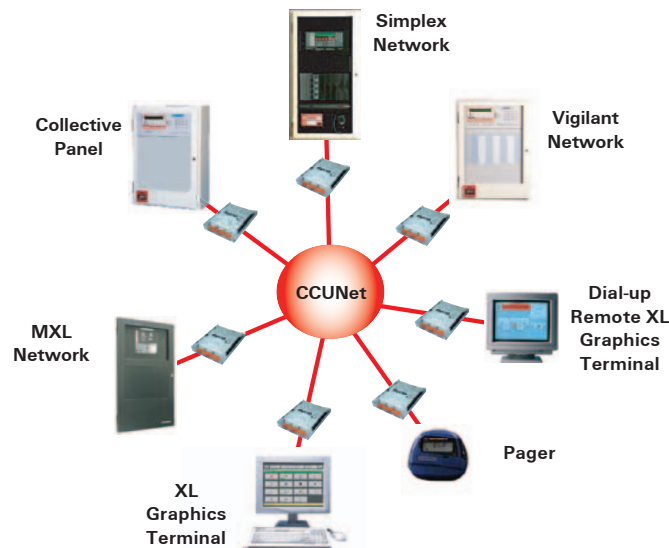 Simplex
Network
Collective
Panel
Vigilant
Network
CCUNet
Dial-up
Remote XL
Graphics
Terminal
MXL
Network
Pager
XL
Graphics
Terminal